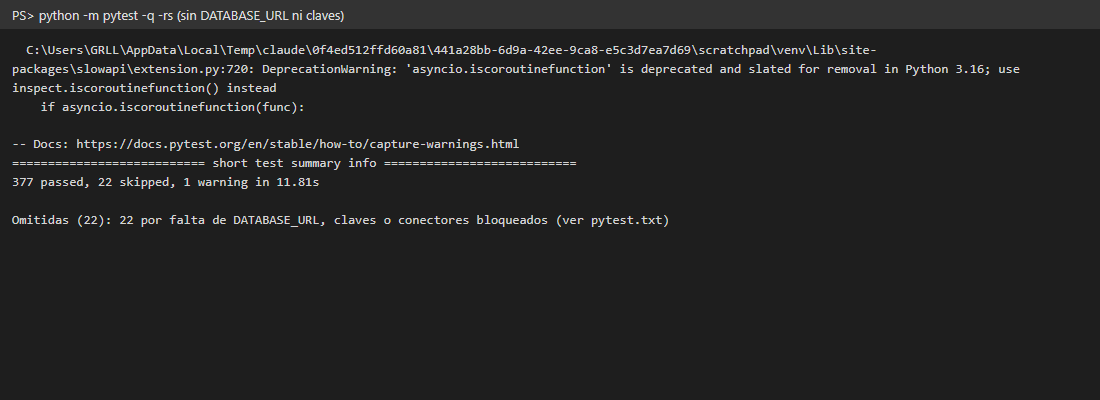 PS> python -m pytest -q -rs (sin DATABASE_URL ni claves)
C:\Users\GRLL\AppData\Local\Temp\claude\0f4ed512ffd60a81\441a28bb-6d9a-42ee-9ca8-e5c3d7ea7d69\scratchpad\venv\Lib\site-
packages\slowapi\extension.py:720: DeprecationWarning: 'asyncio.iscoroutinefunction' is deprecated and slated for removal in Python 3.16; use
inspect.iscoroutinefunction() instead
if asyncio.iscoroutinefunction(func):
-- Docs: https://docs.pytest.org/en/stable/how-to/capture-warnings.html
=========================== short test summary info ===========================
377 passed, 22 skipped, 1 warning in 11.81s
Omitidas (22): 22 por falta de DATABASE_URL, claves o conectores bloqueados (ver pytest.txt)